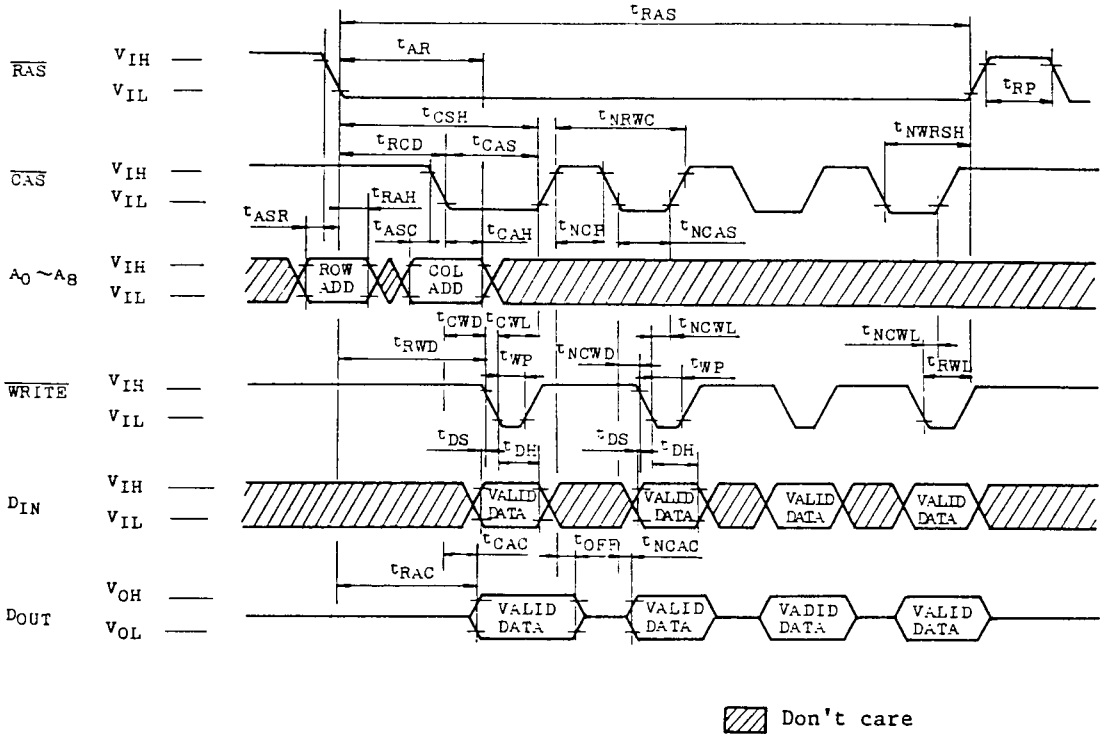 tRAS
tAR
RAS
VIH
VIL
tRP
tCSH
tNRWC
tNWRSH
tRCD
tCAS
CAS
VIH
VIL
tRAH
tASR
tASC
tCAH
tNCP
tNCAS
A0 ~ A8
VIH
VIL
ROW
ADD
COL
ADD
tCWD
tCWL
tNCWL
tNCWL
tRWD
tWP
tNCWD
tWP
tRWL
WRITE
VIH
VIL
tDS
tDH
tDS
tDH
DIN
VIH
VIL
VALID
DATA
VALID
DATA
VALID
DATA
VALID
DATA
tCAC
tOFF
tNCAC
tRAC
DOUT
VOH
VOL
VALID
DATA
VALID
DATA
VADID
DATA
VALID
DATA
Don't care